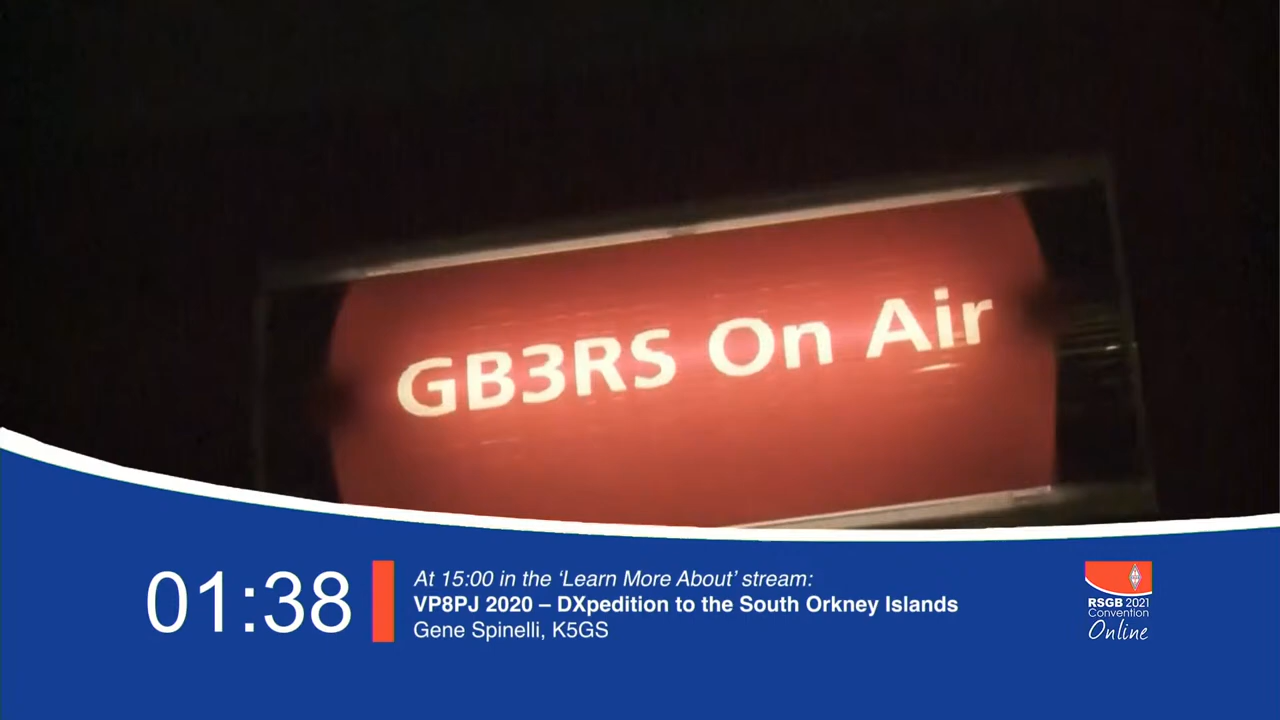 GB3RS On Air
01:38
At 15:00 in the ‘Learn More About’ stream:
VP8PJ 2020 – DXpedition to the South Orkney Islands
Gene Spinelli, K5GS
RSGB 2021
Convention
Online